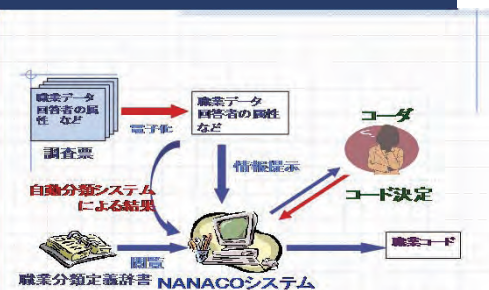 職業データ
回答者の属
性 など
調査票
電子化
職業データ
回答者の属性
など
コーダ
情報提示
自動分類システム
による結果
コード決定
閲覧
職業コード
職業分類定義辞書
NANACOシステム